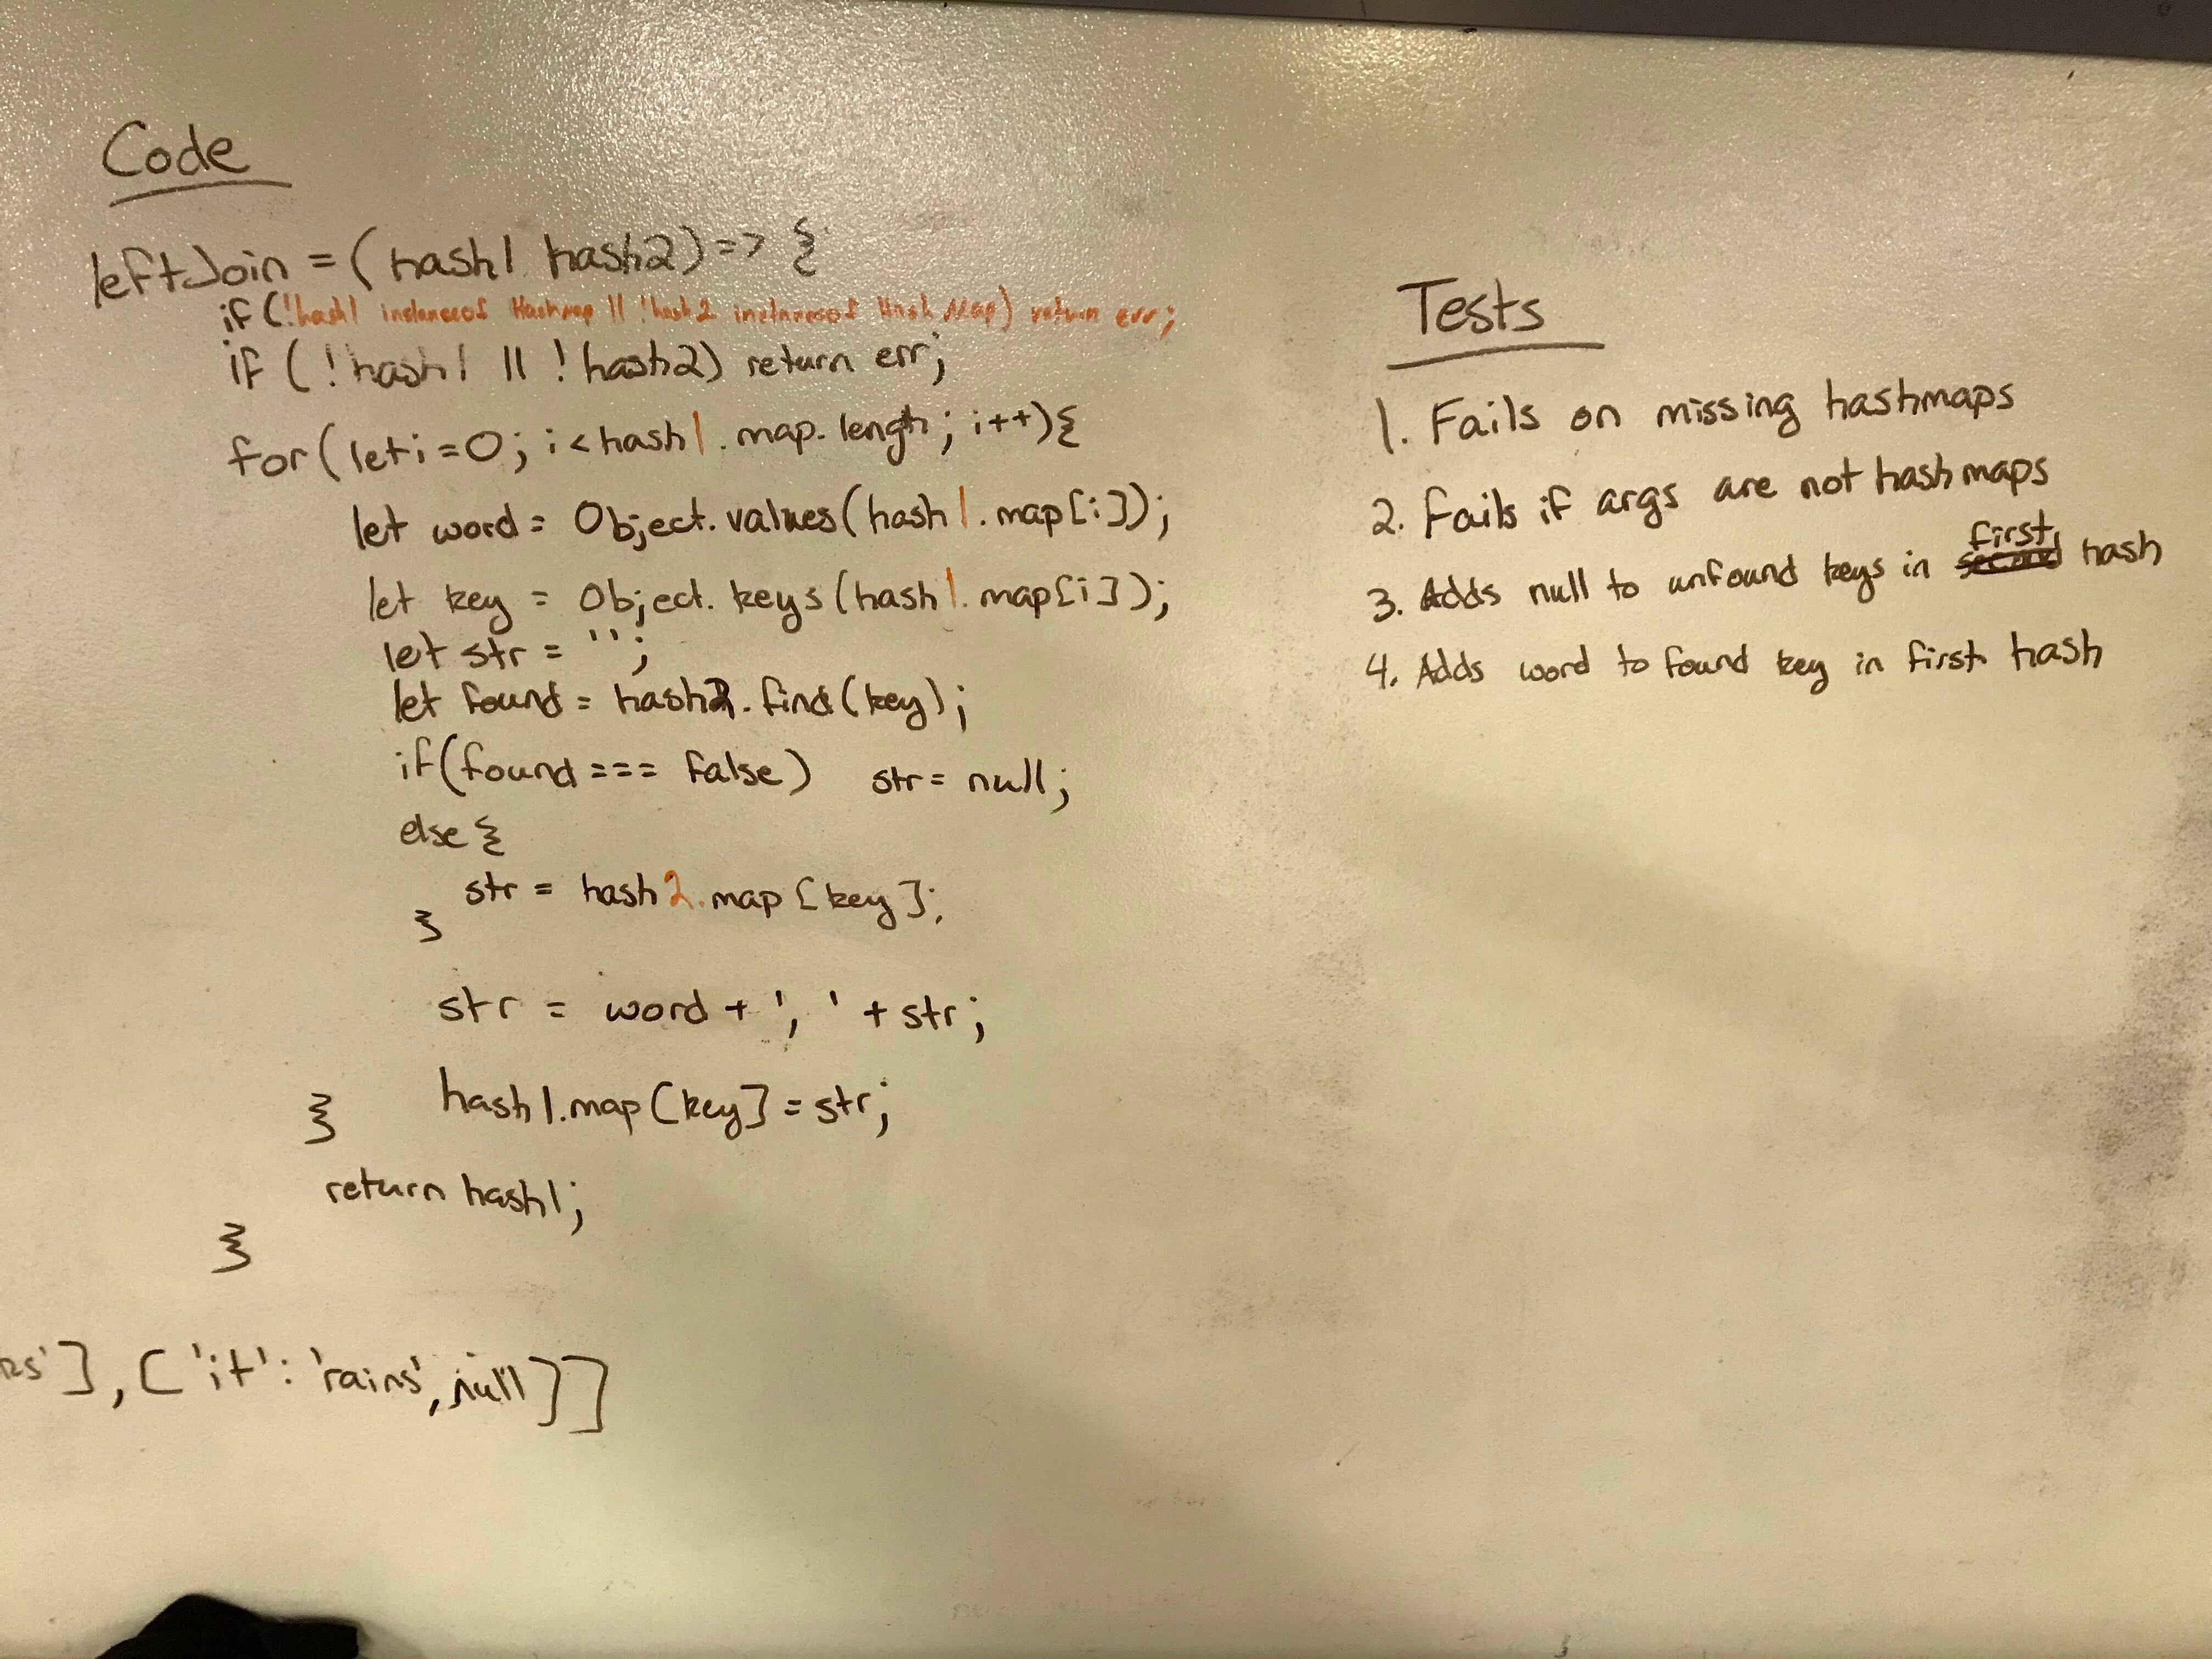 Code
leftJoin = (hash1 hash2) => {
if (!hash1 instanceof Hashmap || !hash2 instanceof Hash Map) return err;
if (!hash1 || !hash2) return err;
for(let i=0; i<hash1.map.length; i++){
let word = Object.values(hash1.map[i]);
let key = Object.keys(hash1.map[i]);
let str = '';
let found = hash2.find(key);
if(found === false) str = null;
else {
str = hash2.map[key];
}
str = word + ', ' + str;
hash1.map[key] = str;
}
return hash1;
}
'], ['it': 'rains', null]]
Tests
1. Fails on missing hashmaps
2. Fails if args are not hashmaps
3. Adds null to unfound keys in first hash
4. Adds word to found key in first hash